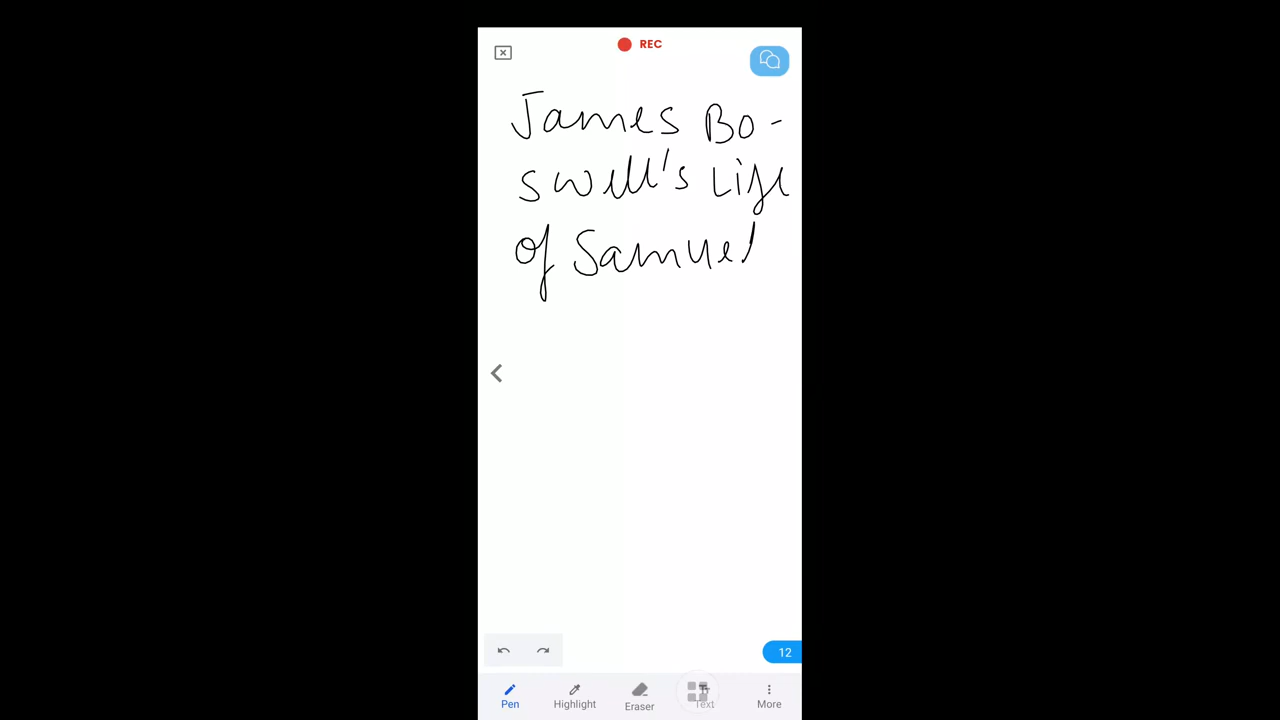 REC
James Bo-
swell's Life
of Samuel
12
Pen Highlight Eraser Text More